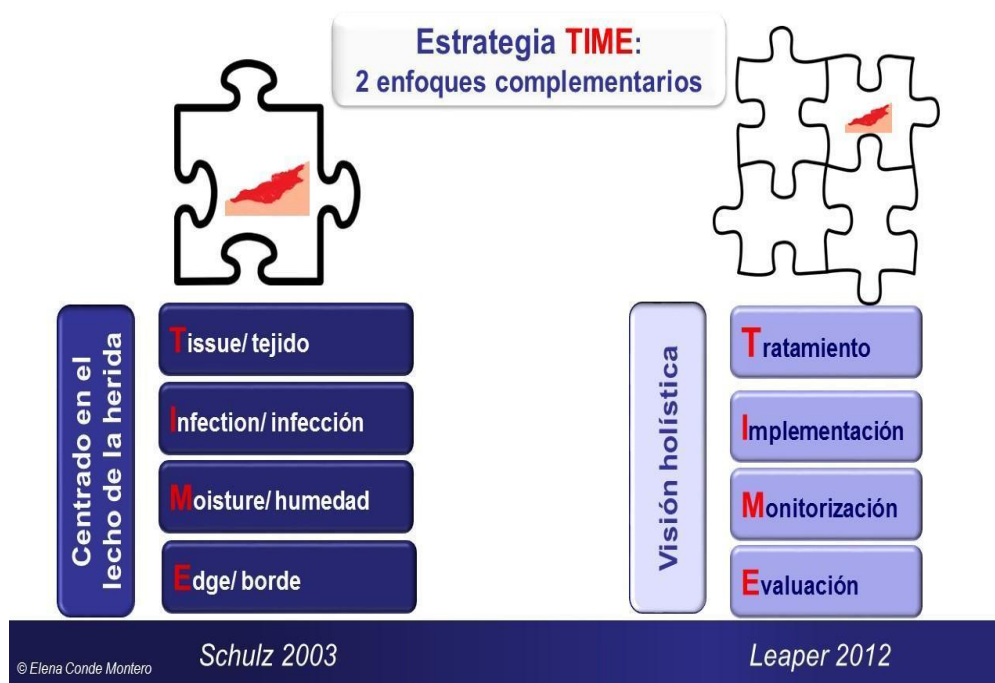 Estrategia TIME:
2 enfoques complementarios
Centrado en el
lecho de la herida
Tissue/ tejido
Infection/ infección
Moisture/ humedad
Edge/ borde
Visión holística
Tratamiento
Implementación
Monitorización
Evaluación
© Elena Conde Montero
Schulz 2003
Leaper 2012